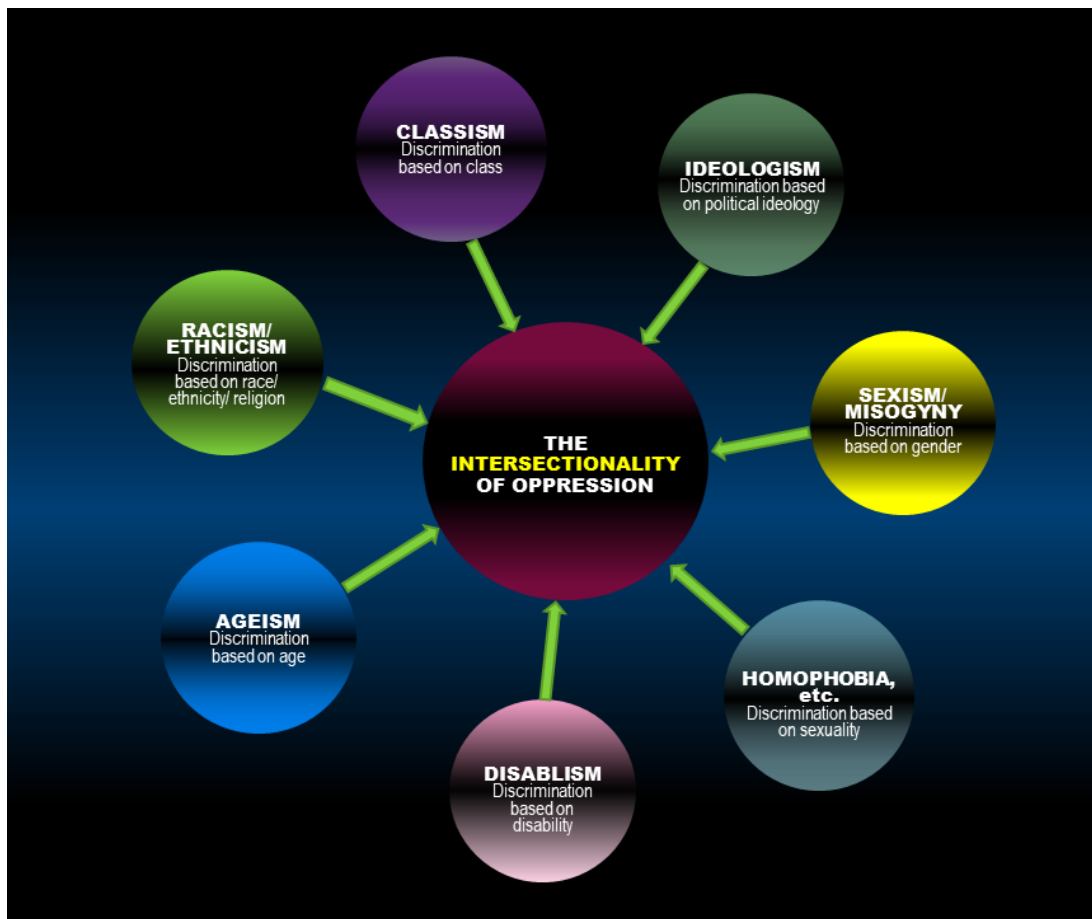 CLASSISM
Discrimination
based on class
IDEOLOGISM
Discrimination based
on political ideology
RACISM/
ETHNICISM
Discrimination
based on race/
ethnicity/ religion
SEXISM/
MISOGYNY
Discrimination
based on gender
THE
INTERSECTIONALITY
OF OPPRESSION
AGEISM
Discrimination
based on age
HOMOPHOBIA,
etc.
Discrimination based
on sexuality
DISABLISM
Discrimination
based on
disability